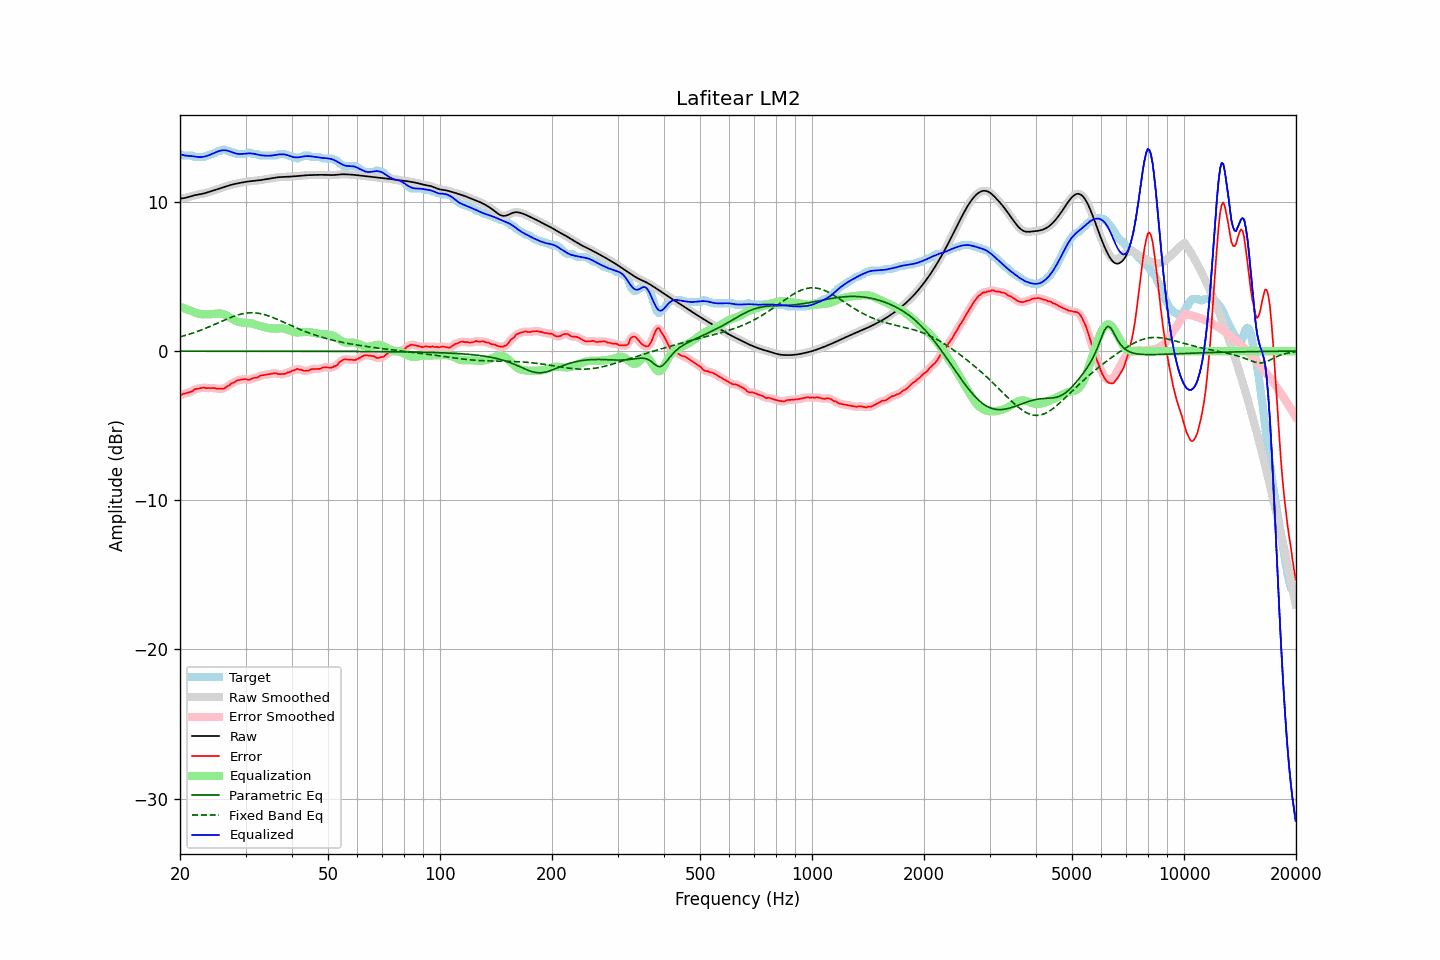 Lafitear LM2
Amplitude (dBr)
10
0
−10
−20
−30
Target
Raw Smoothed
Error Smoothed
Raw
Error
Equalization
Parametric Eq
Fixed Band Eq
Equalized
20 50 100 200 500 1000 2000 5000 10000 20000
Frequency (Hz)